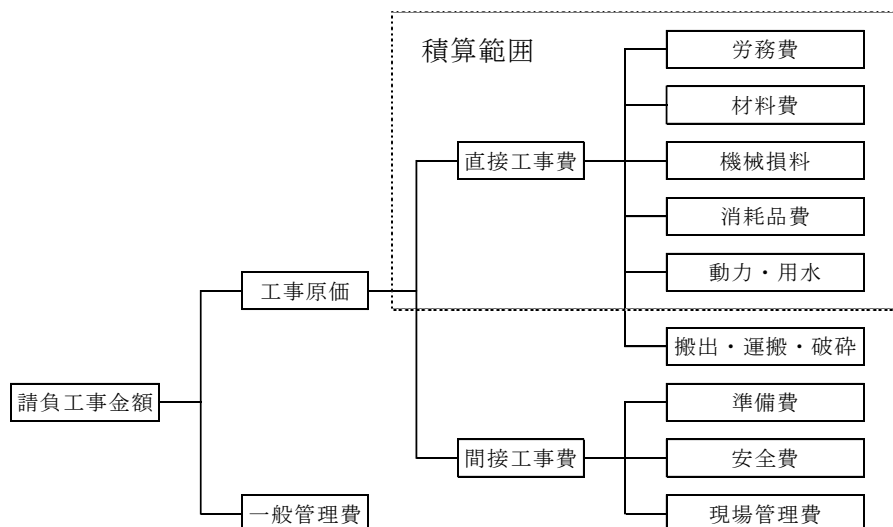 積算範囲
労務費
材料費
直接工事費
機械損料
消耗品費
工事原価
動力・用水
搬出・運搬・破砕
請負工事金額
準備費
間接工事費
安全費
一般管理費
現場管理費